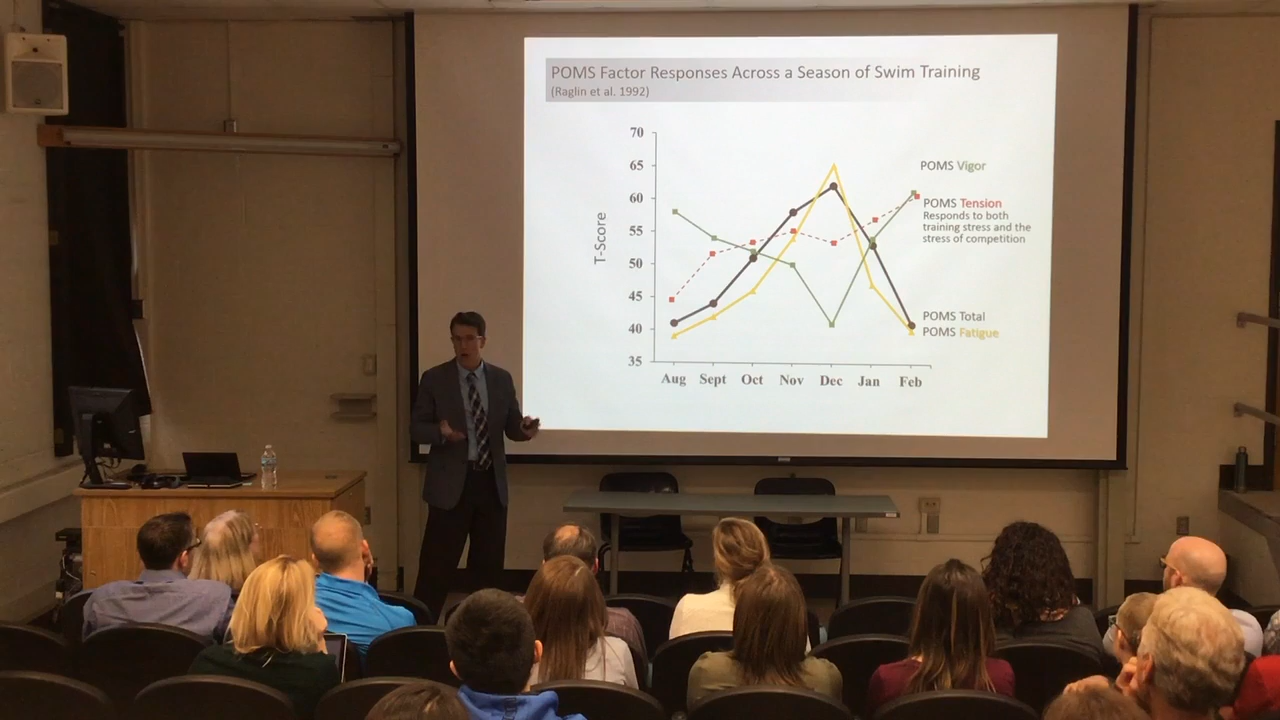 POMS Factor Responses Across a Season of Swim Training
(Raglin et al. 1992)
70
65
60
55
50
45
40
35
T-Score
Aug Sept Oct Nov Dec Jan Feb
POMS Vigor
POMS Tension
Responds to both
training stress and the
stress of competition
POMS Total
POMS Fatigue